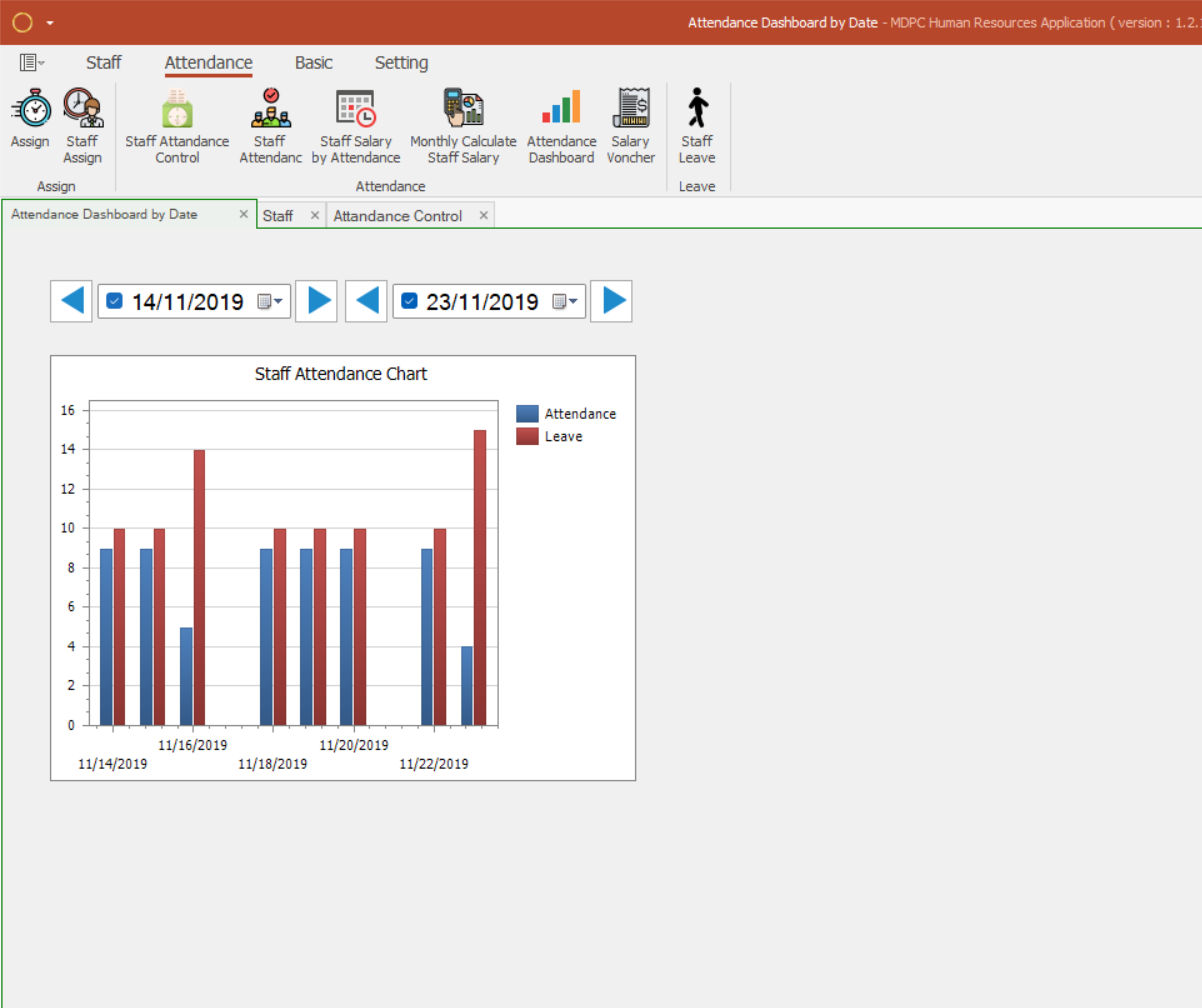 Attendance Dashboard by Date - MDPC Human Resources Application ( version : 1.2.
Staff Attendance Basic Setting
Assign
Staff Assign
Staff Attandance Control
Staff Attendanc
Staff Salary by Attendance
Monthly Calculate Staff Salary
Attendance Dashboard
Salary Voncher
Staff Leave
Assign Attendance Leave
Attendance Dashboard by Date Staff Attandance Control
14/11/2019 23/11/2019
Staff Attendance Chart
Attendance
Leave
16
14
12
10
8
6
4
2
0
11/16/2019 11/20/2019
11/14/2019 11/18/2019 11/22/2019